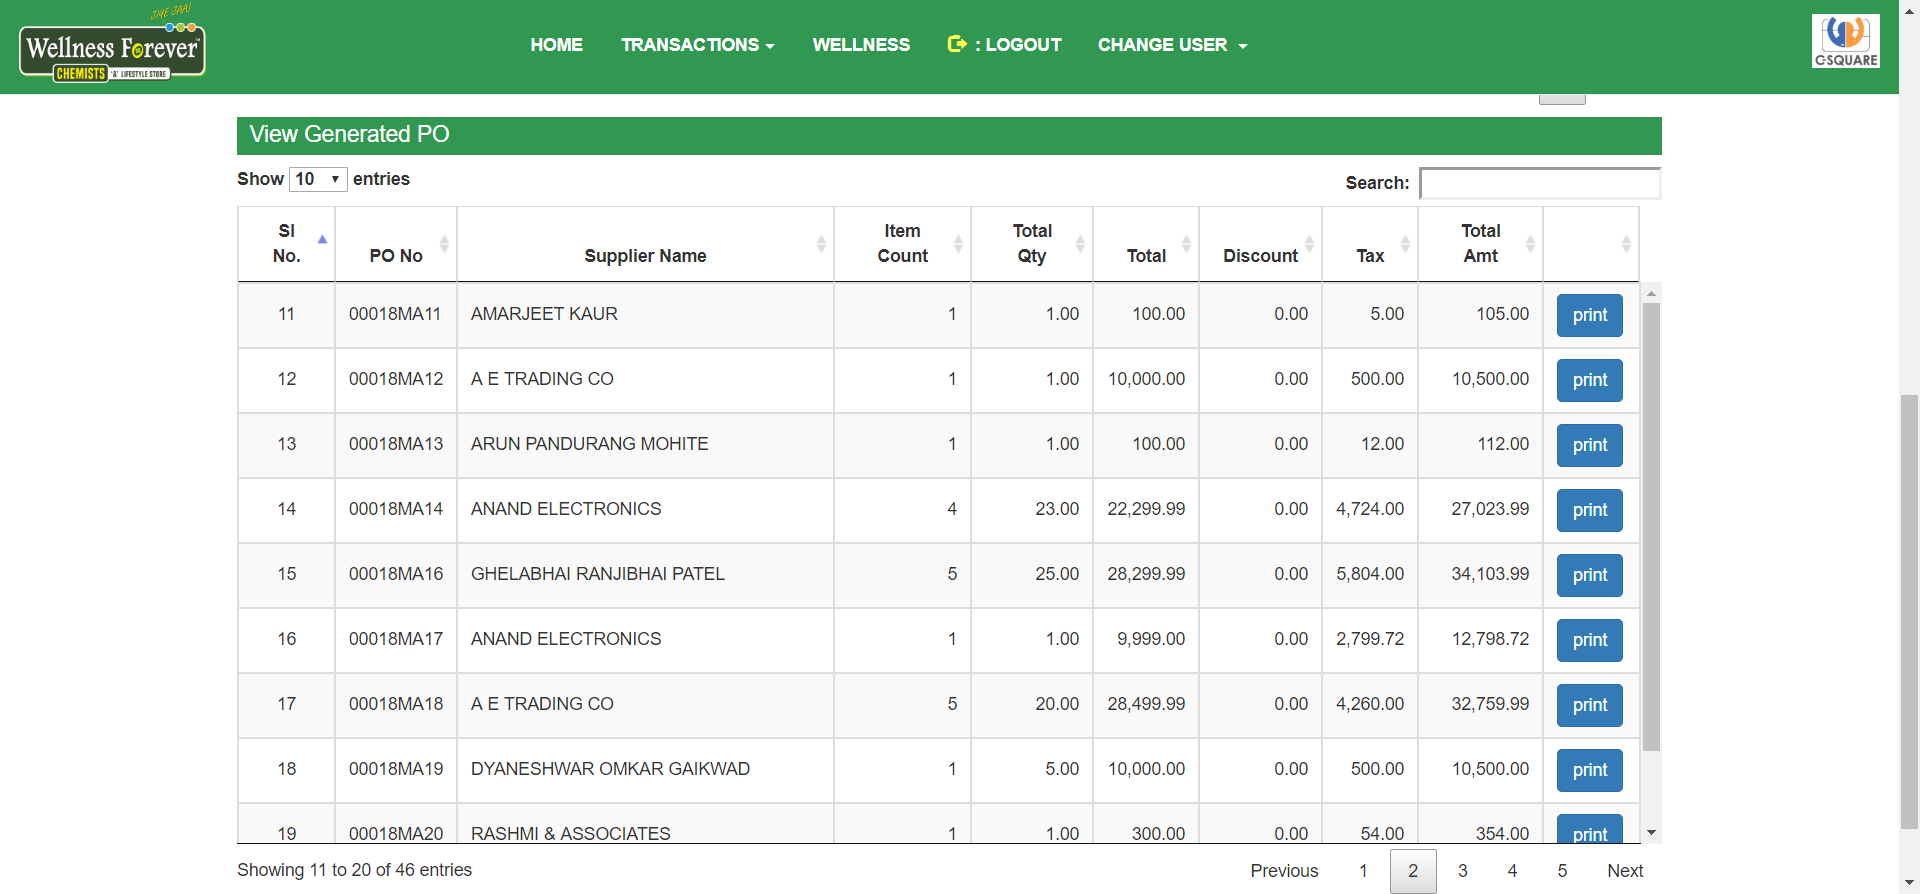 JIYE JAAI
Wellness Forever
CHEMISTS '&' LIFESTYLE STORE
HOME TRANSACTIONS WELLNESS : LOGOUT CHANGE USER
C-SQUARE
View Generated PO
Show 10 entries
Search:
Sl No. PO No Supplier Name Item Count Total Qty Total Discount Tax Total Amt
11 00018MA11 AMARJEET KAUR 1 1.00 100.00 0.00 5.00 105.00 print
12 00018MA12 A E TRADING CO 1 1.00 10,000.00 0.00 500.00 10,500.00 print
13 00018MA13 ARUN PANDURANG MOHITE 1 1.00 100.00 0.00 12.00 112.00 print
14 00018MA14 ANAND ELECTRONICS 4 23.00 22,299.99 0.00 4,724.00 27,023.99 print
15 00018MA16 GHELABHAI RANJIBHAI PATEL 5 25.00 28,299.99 0.00 5,804.00 34,103.99 print
16 00018MA17 ANAND ELECTRONICS 1 1.00 9,999.00 0.00 2,799.72 12,798.72 print
17 00018MA18 A E TRADING CO 5 20.00 28,499.99 0.00 4,260.00 32,759.99 print
18 00018MA19 DYANESHWAR OMKAR GAIKWAD 1 5.00 10,000.00 0.00 500.00 10,500.00 print
19 00018MA20 RASHMI & ASSOCIATES 1 1.00 300.00 0.00 54.00 354.00 print
Showing 11 to 20 of 46 entries
Previous 1 2 3 4 5 Next